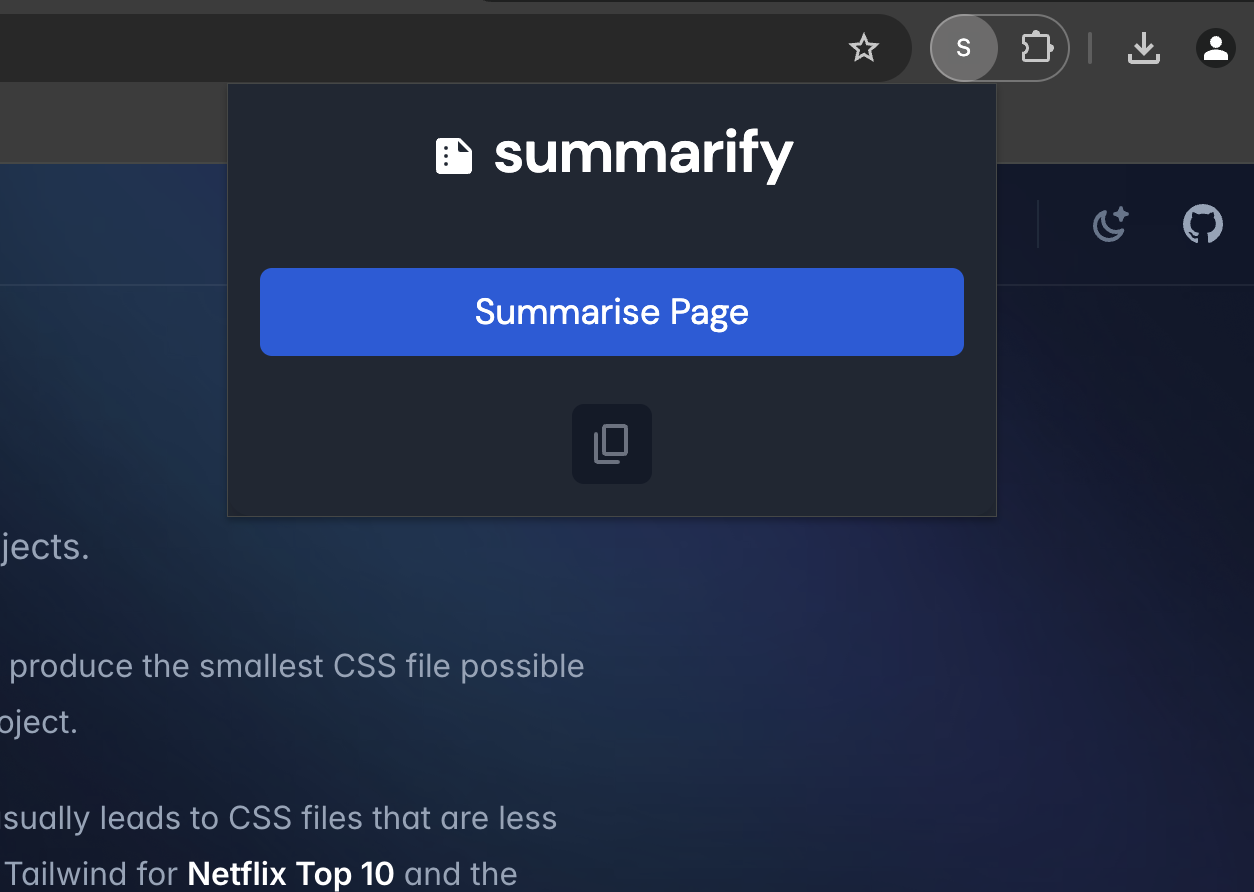 S
summarify
Summarise Page
jects.
produce the smallest CSS file possible
oject.
sually leads to CSS files that are less
Tailwind for Netflix Top 10 and the